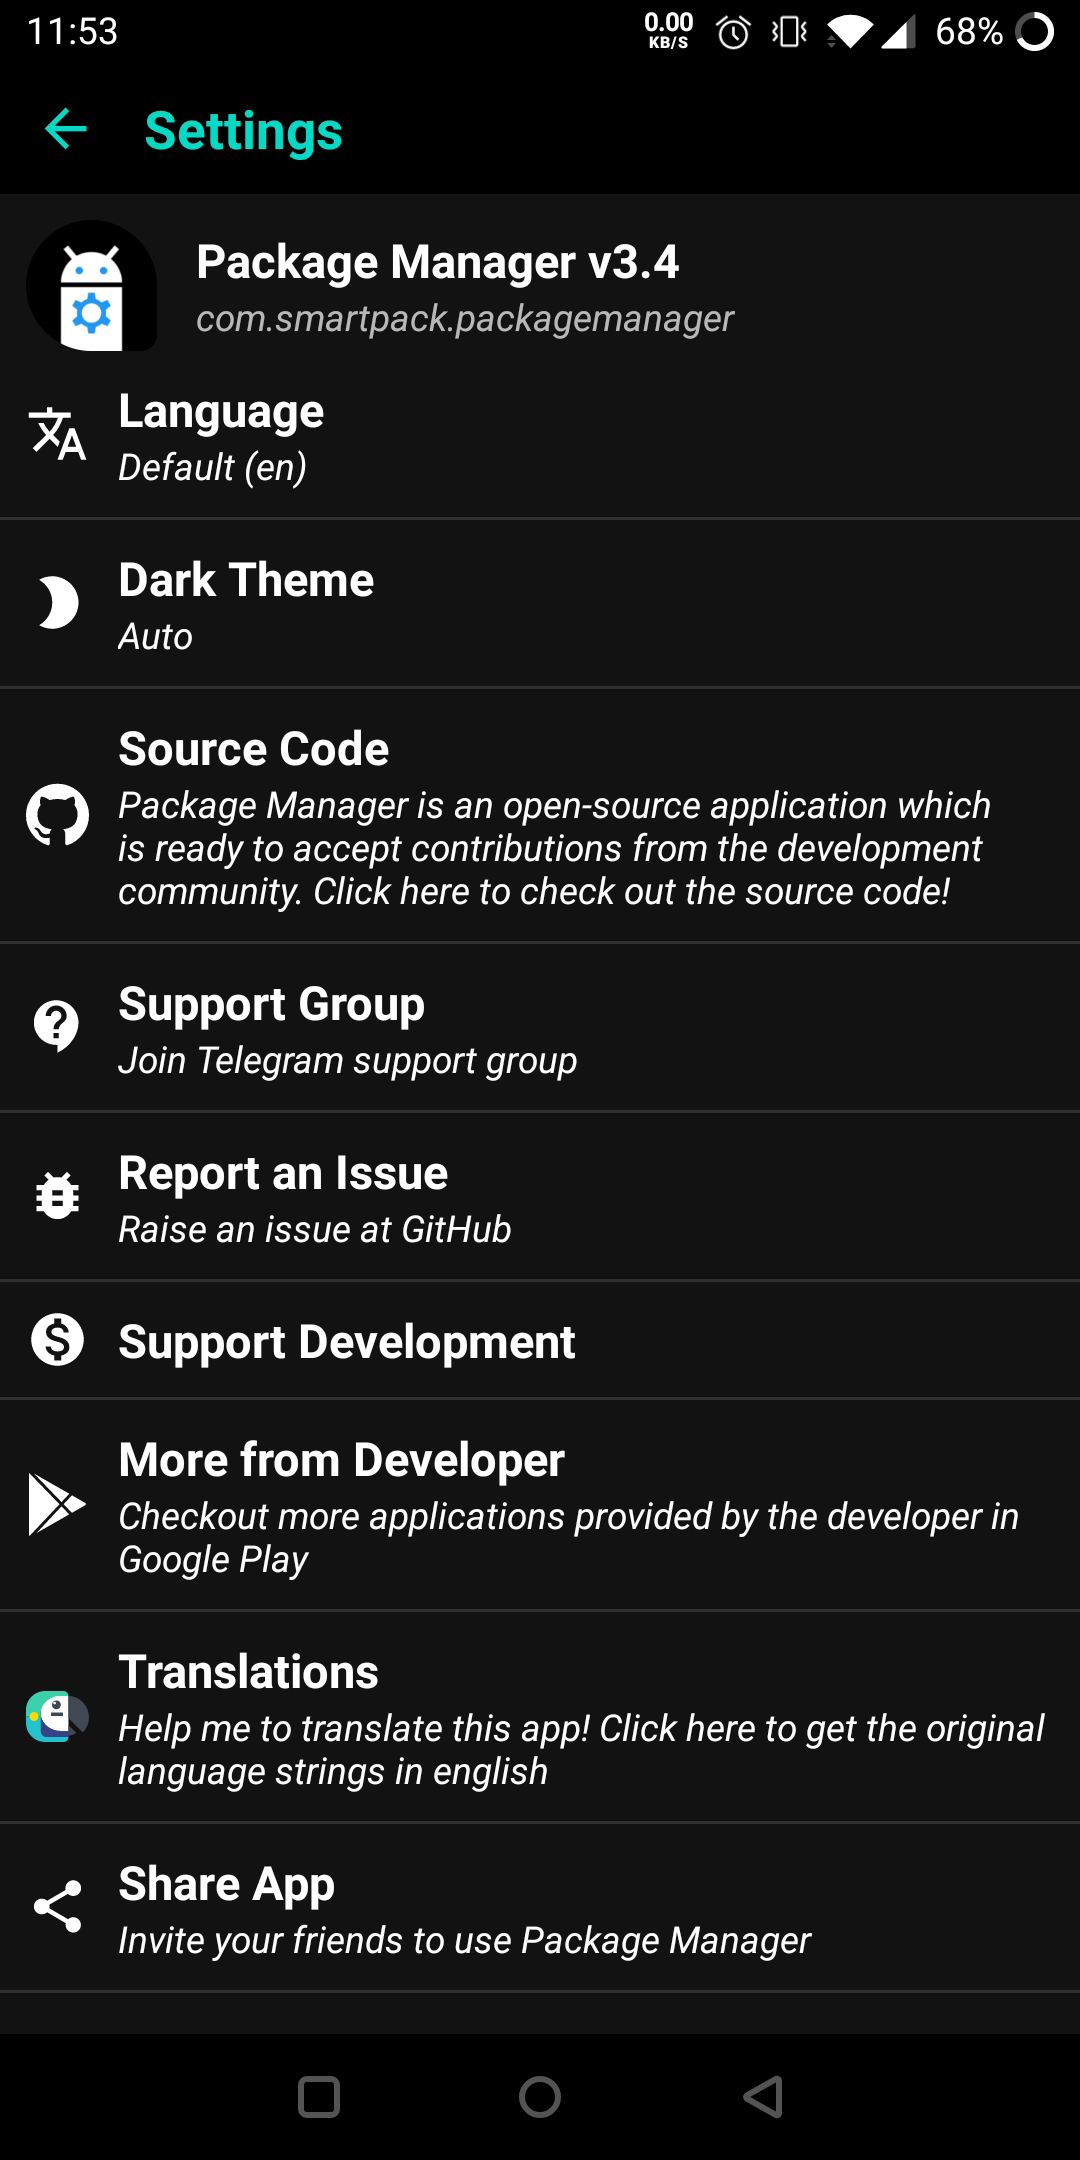 11:53
0.00
KB/S
68%
Settings
Package Manager v3.4
com.smartpack.packagemanager
Language
Default (en)
Dark Theme
Auto
Source Code
Package Manager is an open-source application which
is ready to accept contributions from the development
community. Click here to check out the source code!
Support Group
Join Telegram support group
Report an Issue
Raise an issue at GitHub
Support Development
More from Developer
Checkout more applications provided by the developer in
Google Play
Translations
Help me to translate this app! Click here to get the original
language strings in english
Share App
Invite your friends to use Package Manager